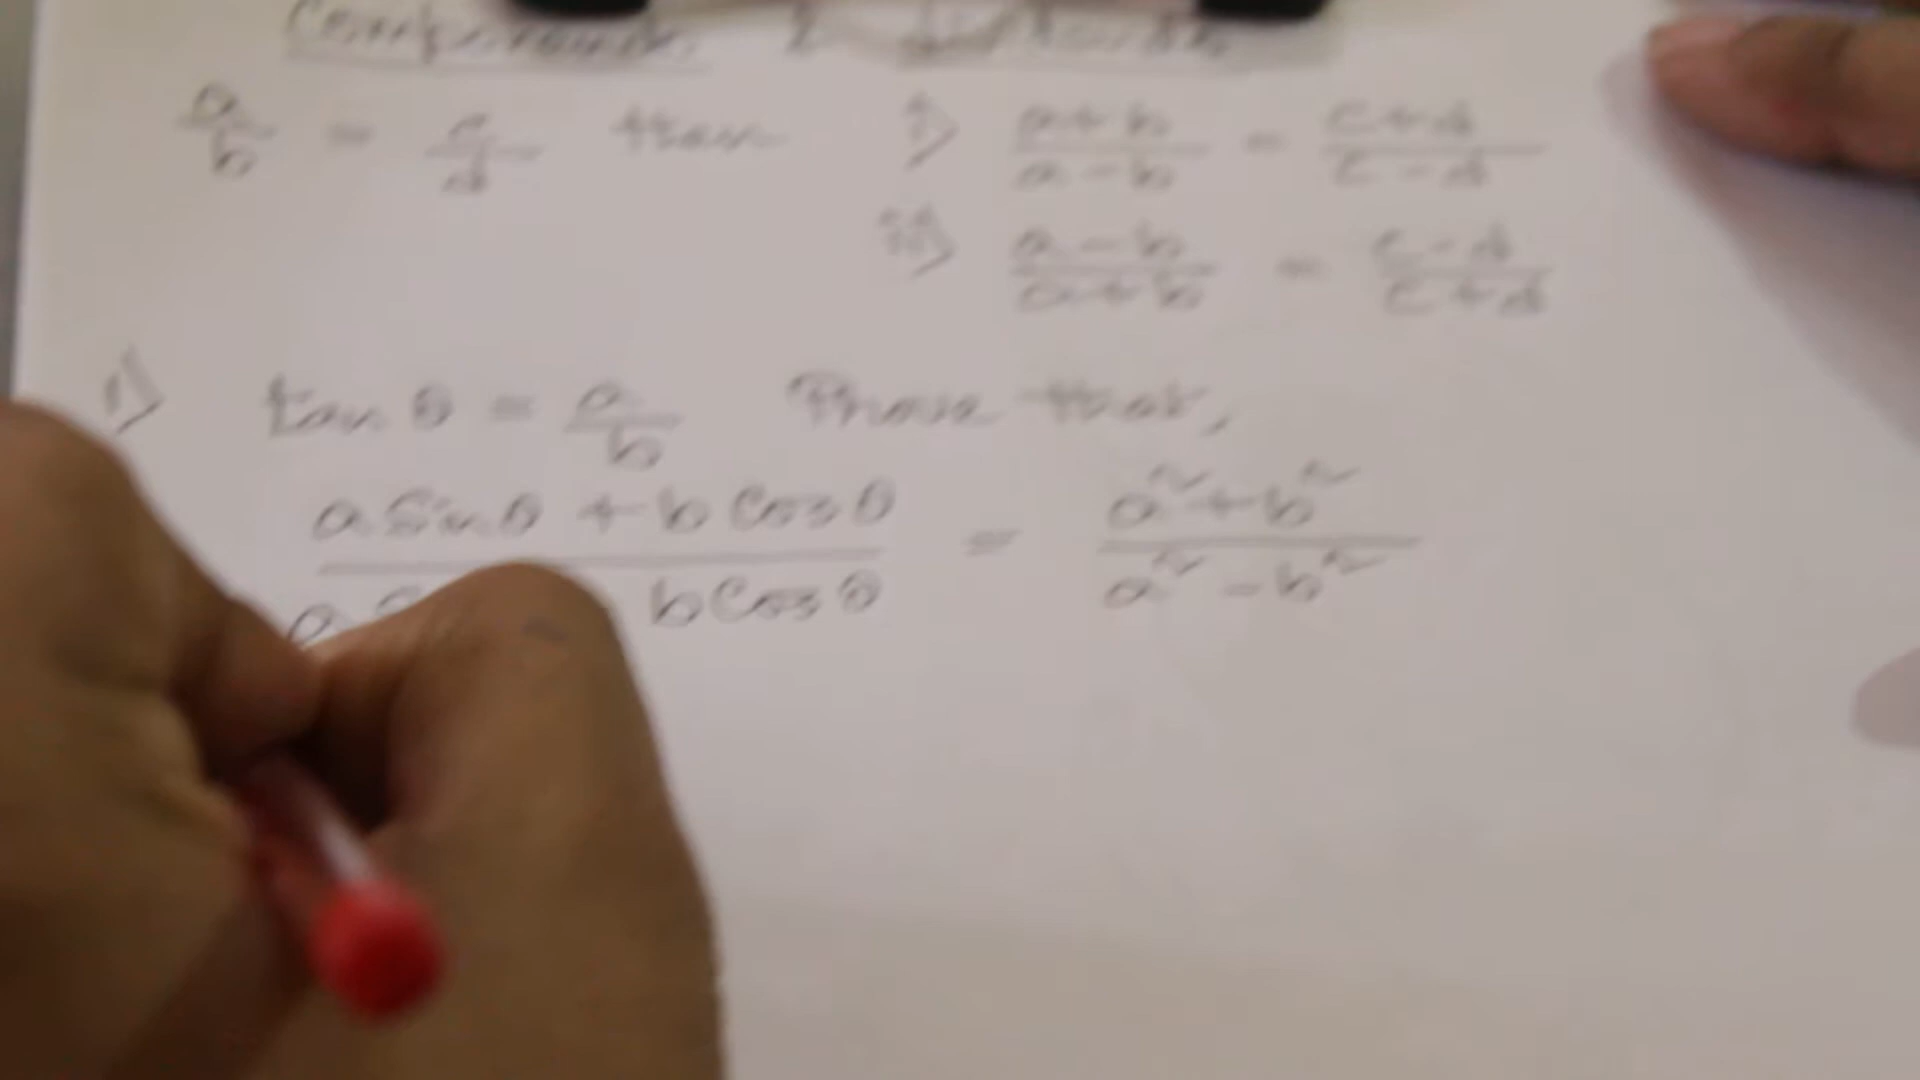 a/b = c/d then i) (a+b)/(a-b) = (c+d)/(c-d)
ii) (a-b)/(a+b) = (c-d)/(c+d)
1) tan θ = a/b Prove that,
a Sin θ + b Cos θ = a²+b²
a b Cos θ a²-b²